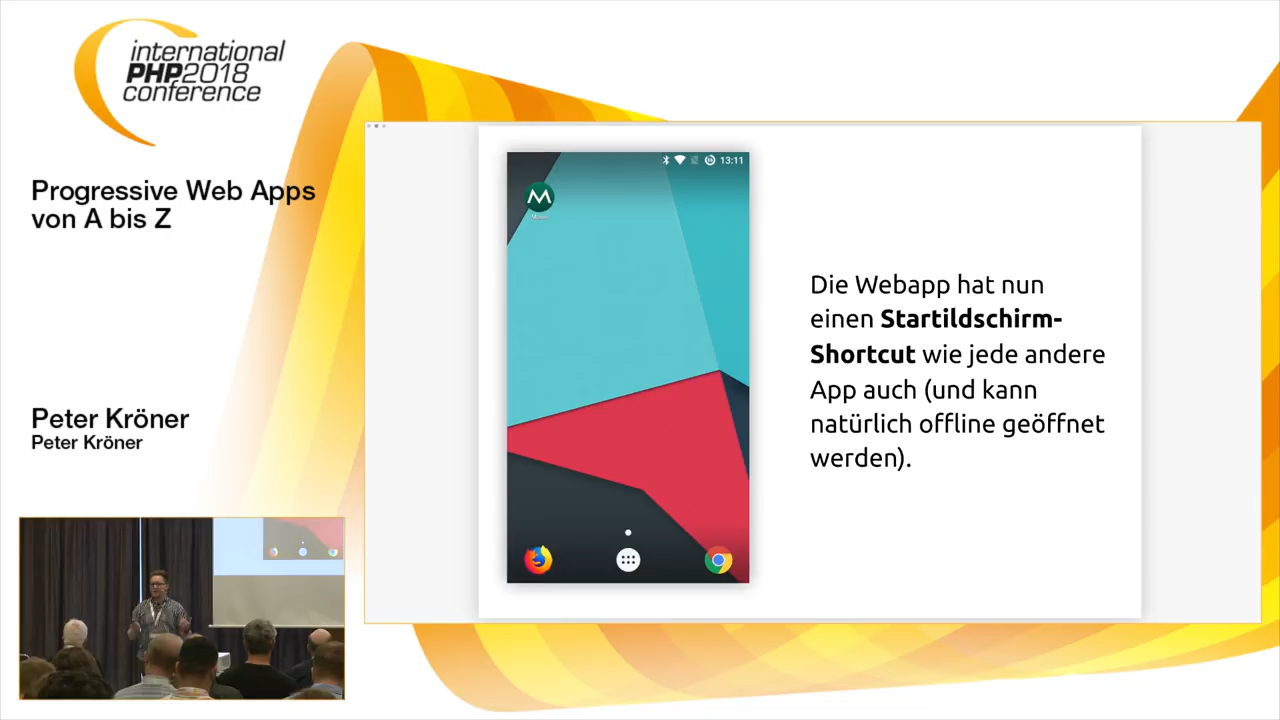 international
PHP2018
conference
Progressive Web Apps
von A bis Z
Peter Kröner
Peter Kröner
13:11
Die Webapp hat nun
einen Startildschirm-
Shortcut wie jede andere
App auch (und kann
natürlich offline geöffnet
werden).